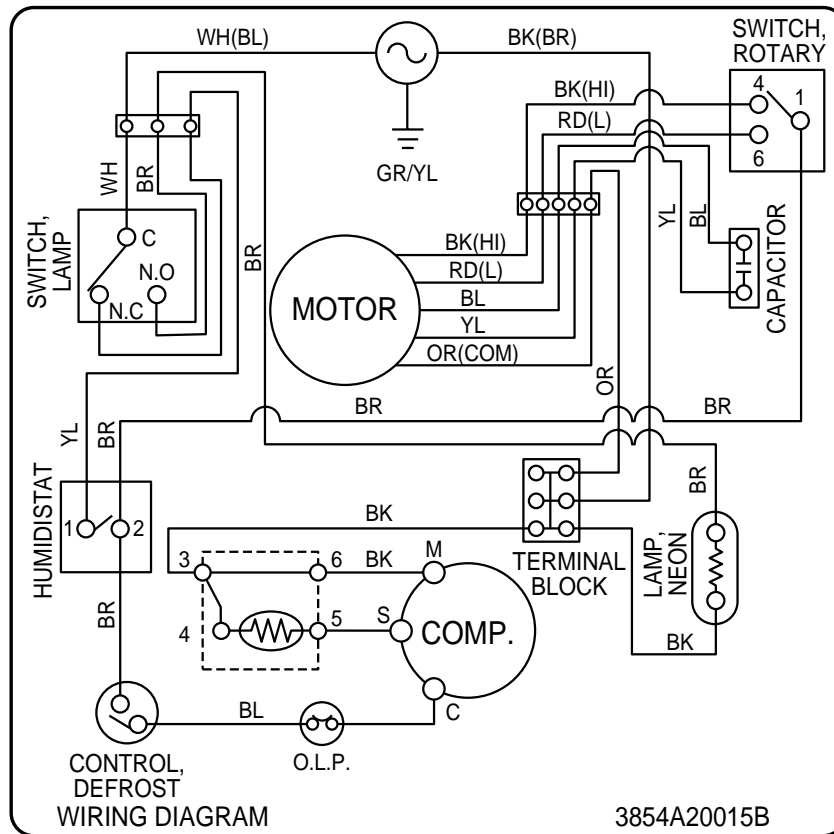 WH(BL)
BK(BR)
SWITCH,
ROTARY
4
1
6
BK(HI)
RD(L)
GR/YL
WH
BR
SWITCH,
LAMP
C
N.O
N.C
BR
MOTOR
BK(HI)
RD(L)
BL
YL
OR(COM)
YL
BL
CAPACITOR
OR
YL
BR
BR
BR
HUMIDISTAT
1
2
BR
BK
3
6
BK
M
4
5
S
COMP.
C
TERMINAL
BLOCK
BR
LAMP,
NEON
BK
BL
O.L.P.
CONTROL,
DEFROST
WIRING DIAGRAM
3854A20015B